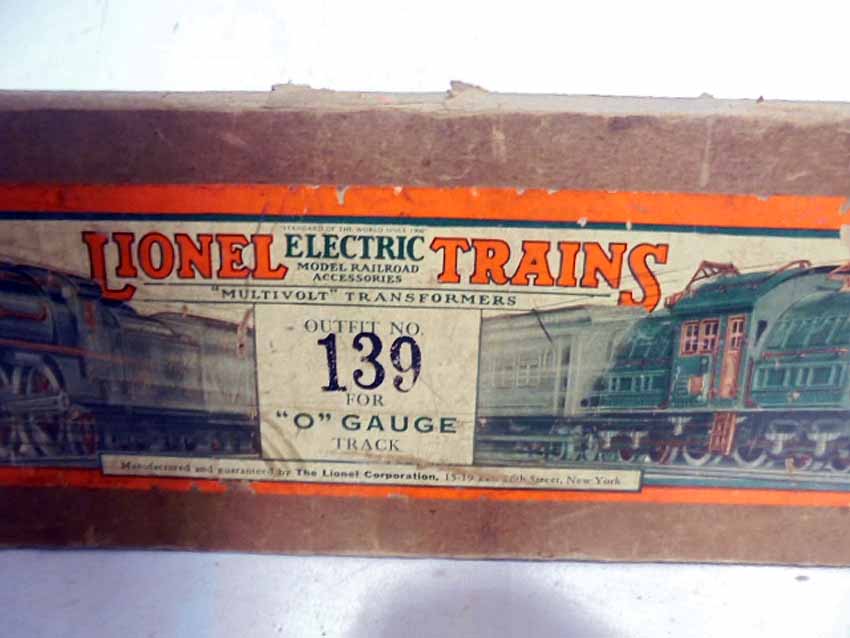 "STANDARD OF THE WORLD SINCE 1900"
LIONEL ELECTRIC TRAINS
MODEL RAILROAD
ACCESSORIES
"MULTIVOLT" TRANSFORMERS
OUTFIT NO.
139
FOR
"O" GAUGE
TRACK
Manufactured and guaranteed by The Lionel Corporation, 15-19 26th Street, New York